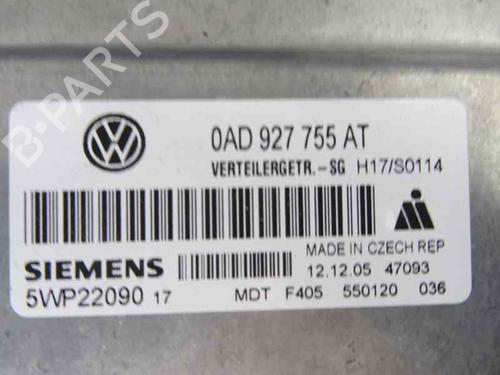 B-PARTS
VW
0AD 927 755 AT
VERTEILERGETR.-SG H17/S0114
MADE IN CZECH REP
SIEMENS 12.12.05 47093
5WP22090 17 MDT F405 550120 036